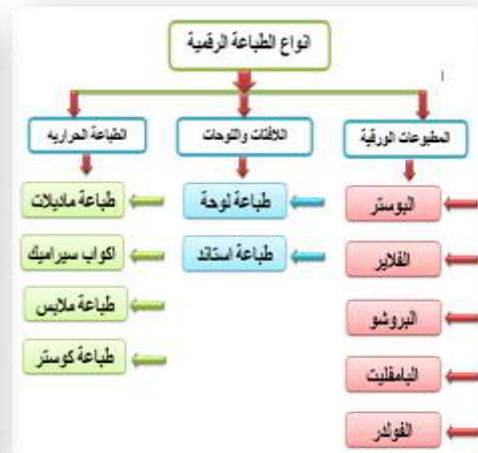 انواع الطباعة الرقمية
المطبوعات الورقية
اللافتات واللوحات
الطباعة الحراريه
البوستر
الفلاير
البروشو
البامفليت
الفولدر
طباعة لوحة
طباعة استاند
طباعة ماديلات
اكواب سيراميك
طباعة ملابس
طباعة كوستر